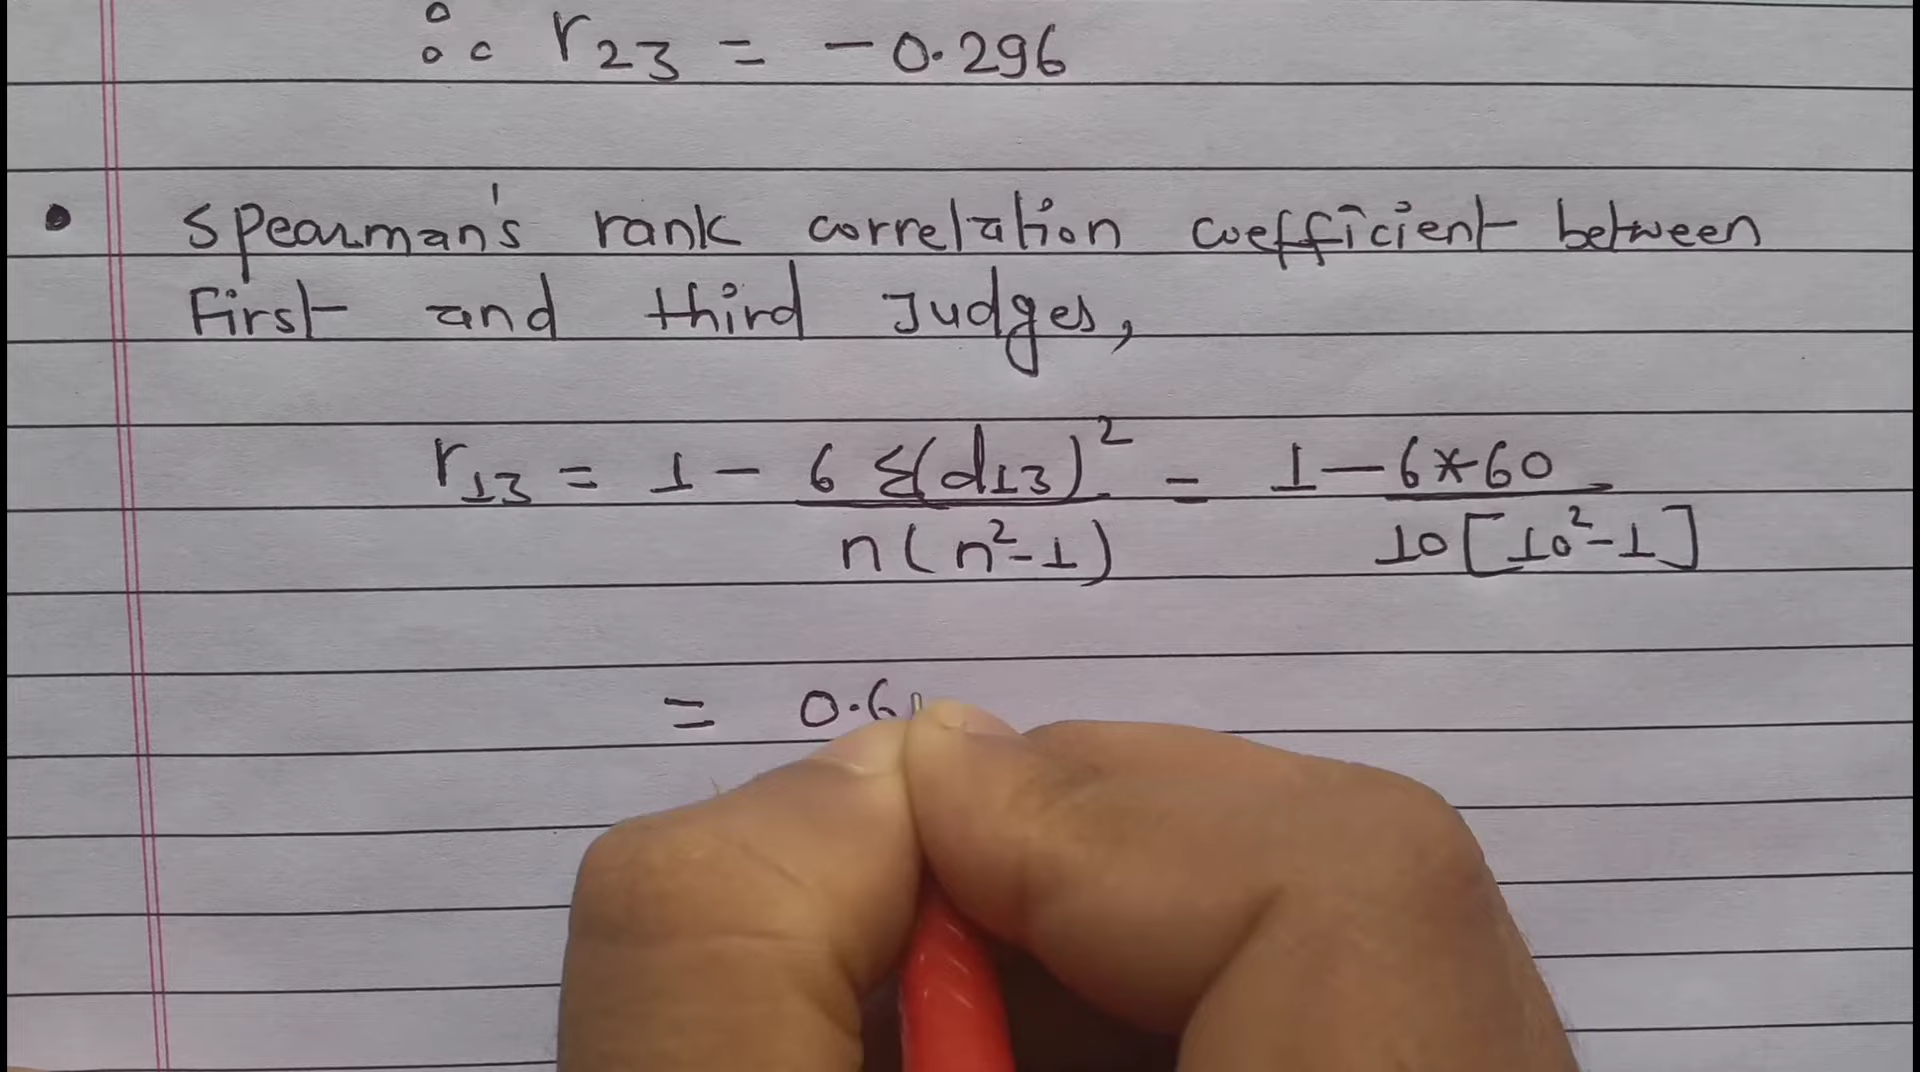 ∴ r23 = -0.296
• Spearman's rank correlation coefficient between
First and third Judges,
r13 = 1 - 6 Σ(d13)² / n(n²-1) = 1 - 6*60 / 10[10²-1]
= 0.6